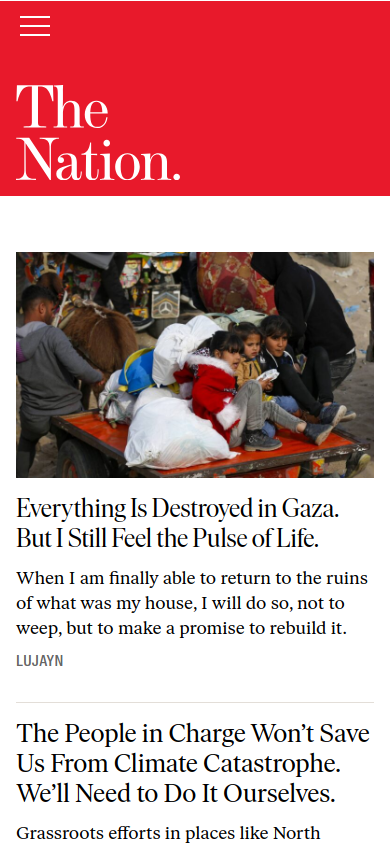 The
Nation.
Everything Is Destroyed in Gaza.
But I Still Feel the Pulse of Life.
When I am finally able to return to the ruins
of what was my house, I will do so, not to
weep, but to make a promise to rebuild it.
LUJAYN
The People in Charge Won’t Save
Us From Climate Catastrophe.
We’ll Need to Do It Ourselves.
Grassroots efforts in places like North